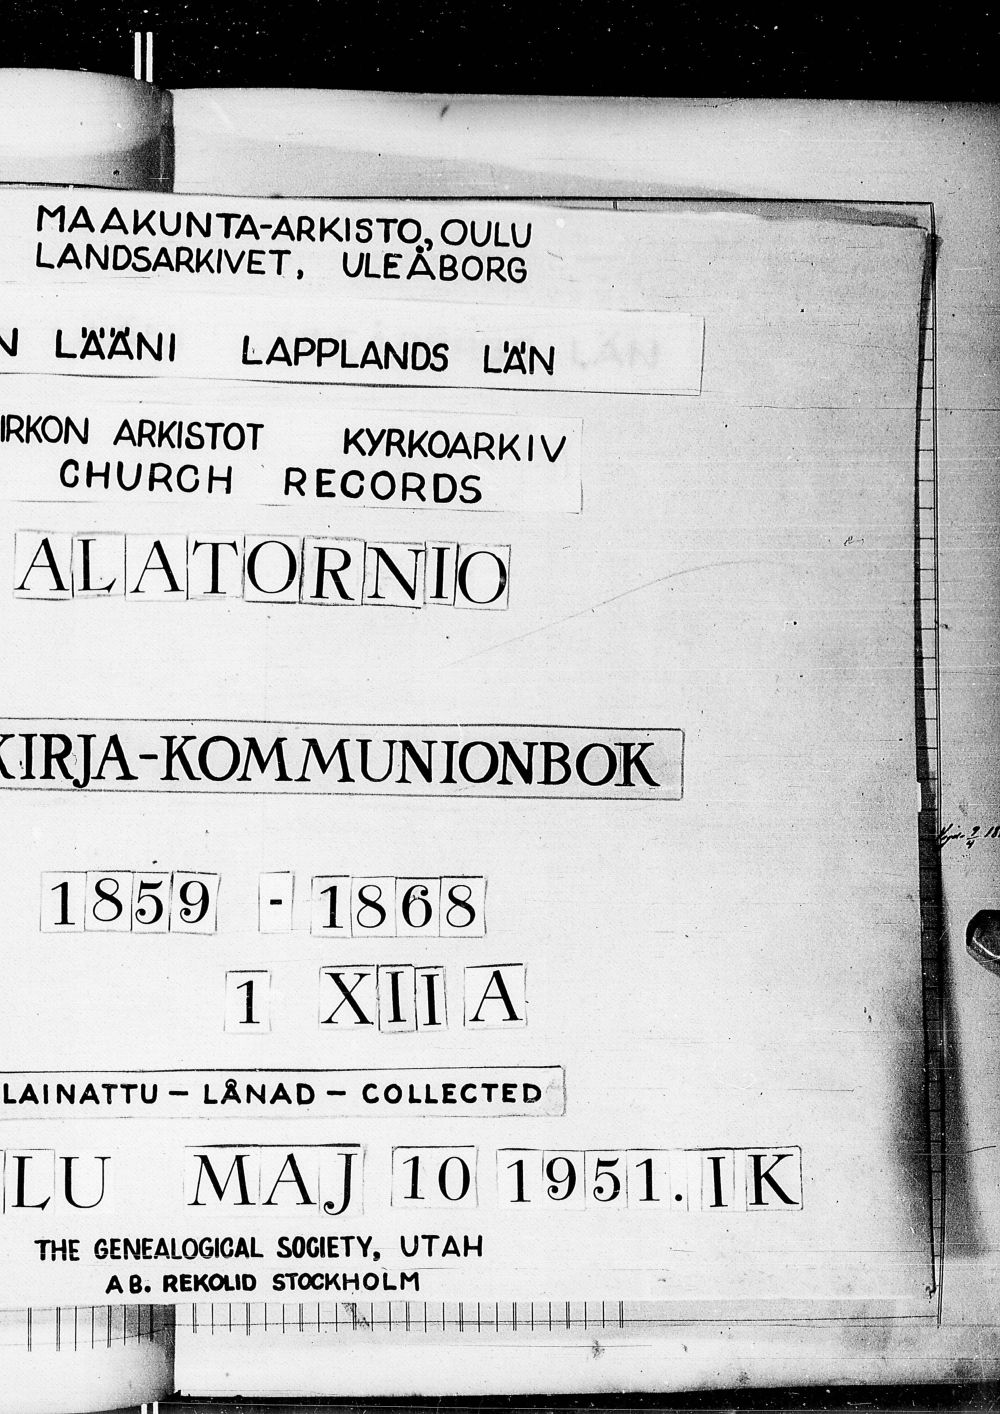 MAAKUNTA-ARKISTO, OULU
LANDSARKIVET, ULEÅBORG
N LÄÄNI LAPPLANDS LÄN
IRKON ARKISTOT KYRKOARKIV
CHURCH RECORDS
ALATORNIO
KIRJA-KOMMUNIONBOK
1859 - 1868
1 XII A
LAINATTU - LÅNAD - COLLECTED
LU MAJ 10 1951. I K
THE GENEALOGICAL SOCIETY, UTAH
AB. REKOLID STOCKHOLM